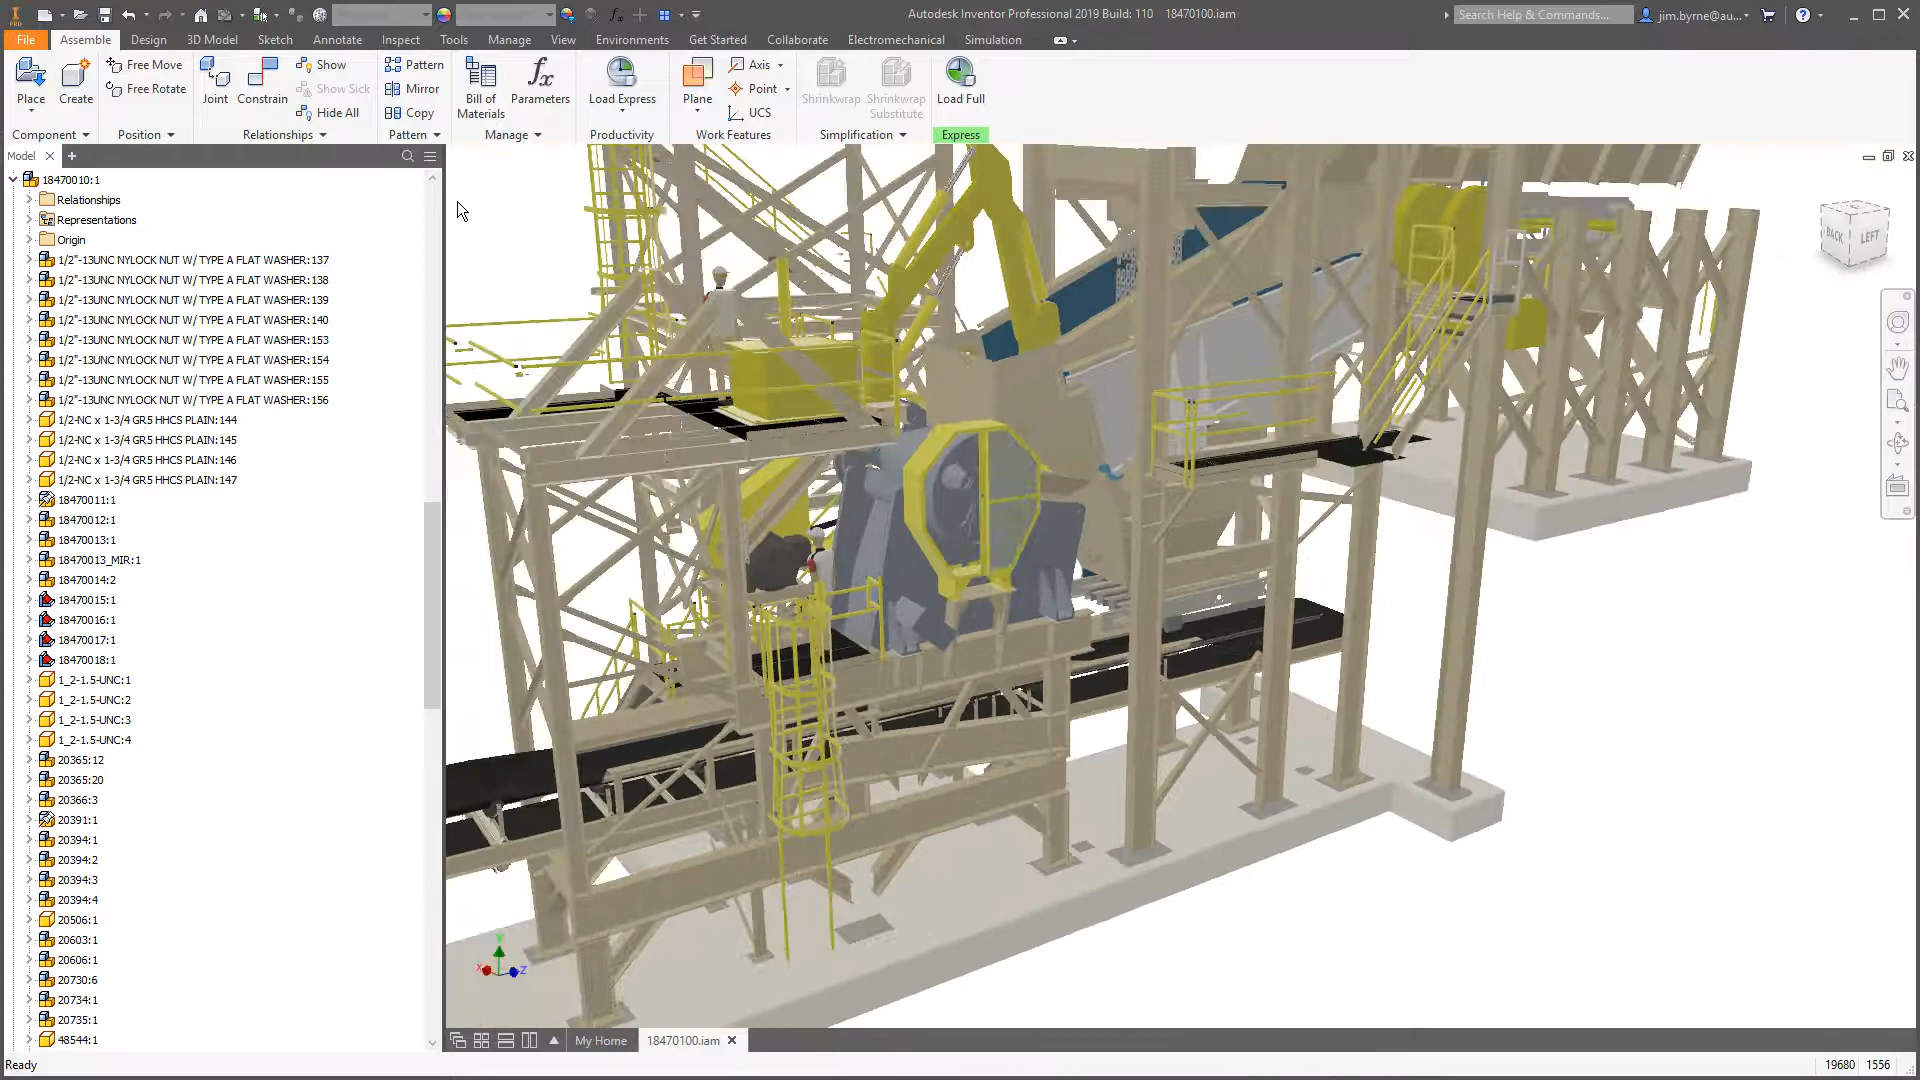 Autodesk Inventor Professional 2019 Build: 110 18470100.iam
Search Help & Commands...
jim.byrne@au...
File
Assemble
Design
3D Model
Sketch
Annotate
Inspect
Tools
Manage
View
Environments
Get Started
Collaborate
Electromechanical
Simulation
Place
Create
Component
Free Move
Free Rotate
Position
Joint
Constrain
Show
Show Sick
Hide All
Relationships
Pattern
Mirror
Copy
Pattern
Bill of
Materials
Parameters
Manage
Load Express
Productivity
Plane
Axis
Point
UCS
Work Features
Shrinkwrap
Shrinkwrap
Substitute
Simplification
Load Full
Express
Model
18470010:1
Relationships
Representations
Origin
1/2"-13UNC NYLOCK NUT W/ TYPE A FLAT WASHER:137
1/2"-13UNC NYLOCK NUT W/ TYPE A FLAT WASHER:138
1/2"-13UNC NYLOCK NUT W/ TYPE A FLAT WASHER:139
1/2"-13UNC NYLOCK NUT W/ TYPE A FLAT WASHER:140
1/2"-13UNC NYLOCK NUT W/ TYPE A FLAT WASHER:153
1/2"-13UNC NYLOCK NUT W/ TYPE A FLAT WASHER:154
1/2"-13UNC NYLOCK NUT W/ TYPE A FLAT WASHER:155
1/2"-13UNC NYLOCK NUT W/ TYPE A FLAT WASHER:156
1/2-NC x 1-3/4 GR5 HHCS PLAIN:144
1/2-NC x 1-3/4 GR5 HHCS PLAIN:145
1/2-NC x 1-3/4 GR5 HHCS PLAIN:146
1/2-NC x 1-3/4 GR5 HHCS PLAIN:147
18470011:1
18470012:1
18470013:1
18470013_MIR:1
18470014:2
18470015:1
18470016:1
18470017:1
18470018:1
1_2-1.5-UNC:1
1_2-1.5-UNC:2
1_2-1.5-UNC:3
1_2-1.5-UNC:4
20365:12
20365:20
20366:3
20391:1
20394:1
20394:2
20394:3
20394:4
20506:1
20603:1
20606:1
20730:6
20734:1
20735:1
48544:1
BACK
LEFT
Y
X
Z
My Home
18470100.iam
Ready
19680 1556